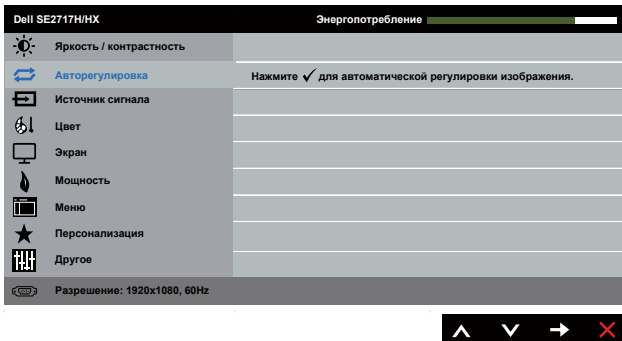 Dell SE2717H/HX Энергопотребление
Яркость / контрастность
Авторегулировка Нажмите ✓ для автоматической регулировки изображения.
Источник сигнала
Цвет
Экран
Мощность
Меню
Персонализация
Другое
Разрешение: 1920x1080, 60Hz